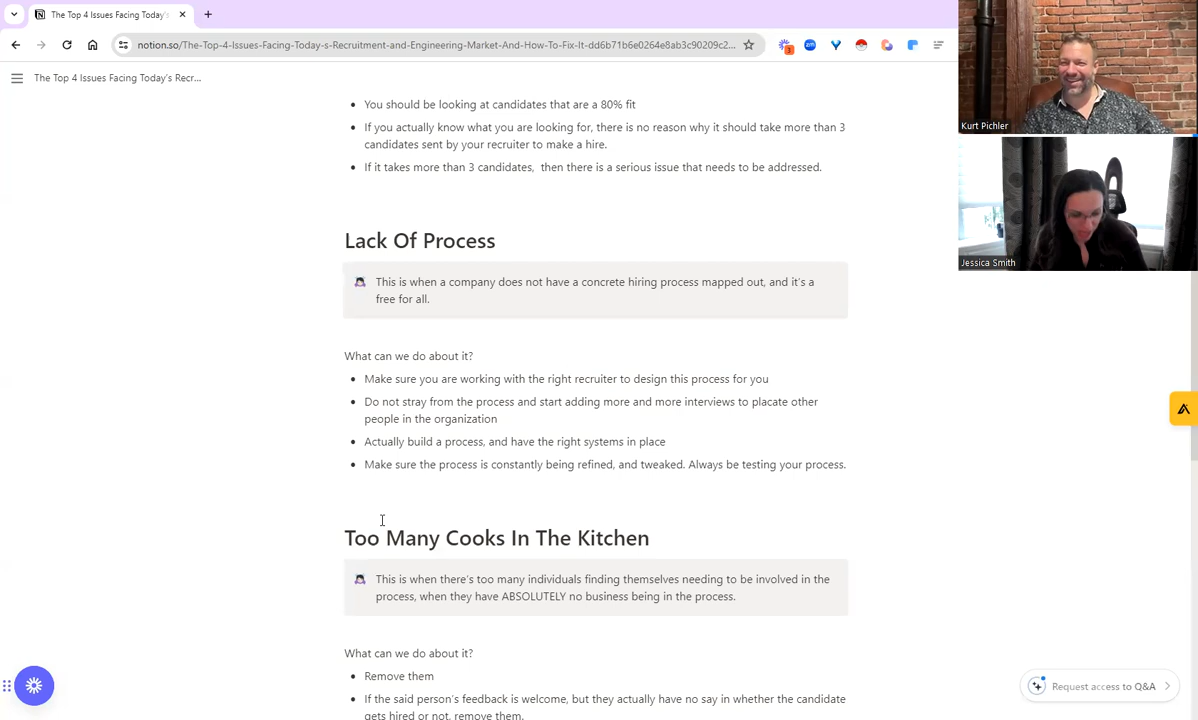 The Top 4 Issues Facing Today's
notion.so/The-Top-4-Issues-Facing-Today-s-Recruitment-and-Engineering-Market-And-How-To-Fix-It-dd6b71b6e0264e8ab3c90209c2...
3
The Top 4 Issues Facing Today's Recr...
Kurt Pichler
Jessica Smith
You should be looking at candidates that are a 80% fit
If you actually know what you are looking for, there is no reason why it should take more than 3
candidates sent by your recruiter to make a hire.
If it takes more than 3 candidates, then there is a serious issue that needs to be addressed.
Lack Of Process
This is when a company does not have a concrete hiring process mapped out, and it's a
free for all.
What can we do about it?
Make sure you are working with the right recruiter to design this process for you
Do not stray from the process and start adding more and more interviews to placate other
people in the organization
Actually build a process, and have the right systems in place
Make sure the process is constantly being refined, and tweaked. Always be testing your process.
Too Many Cooks In The Kitchen
This is when there's too many individuals finding themselves needing to be involved in the
process, when they have ABSOLUTELY no business being in the process.
What can we do about it?
Remove them
If the said person's feedback is welcome, but they actually have no say in whether the candidate
gets hired or not, remove them.
Request access to Q&A